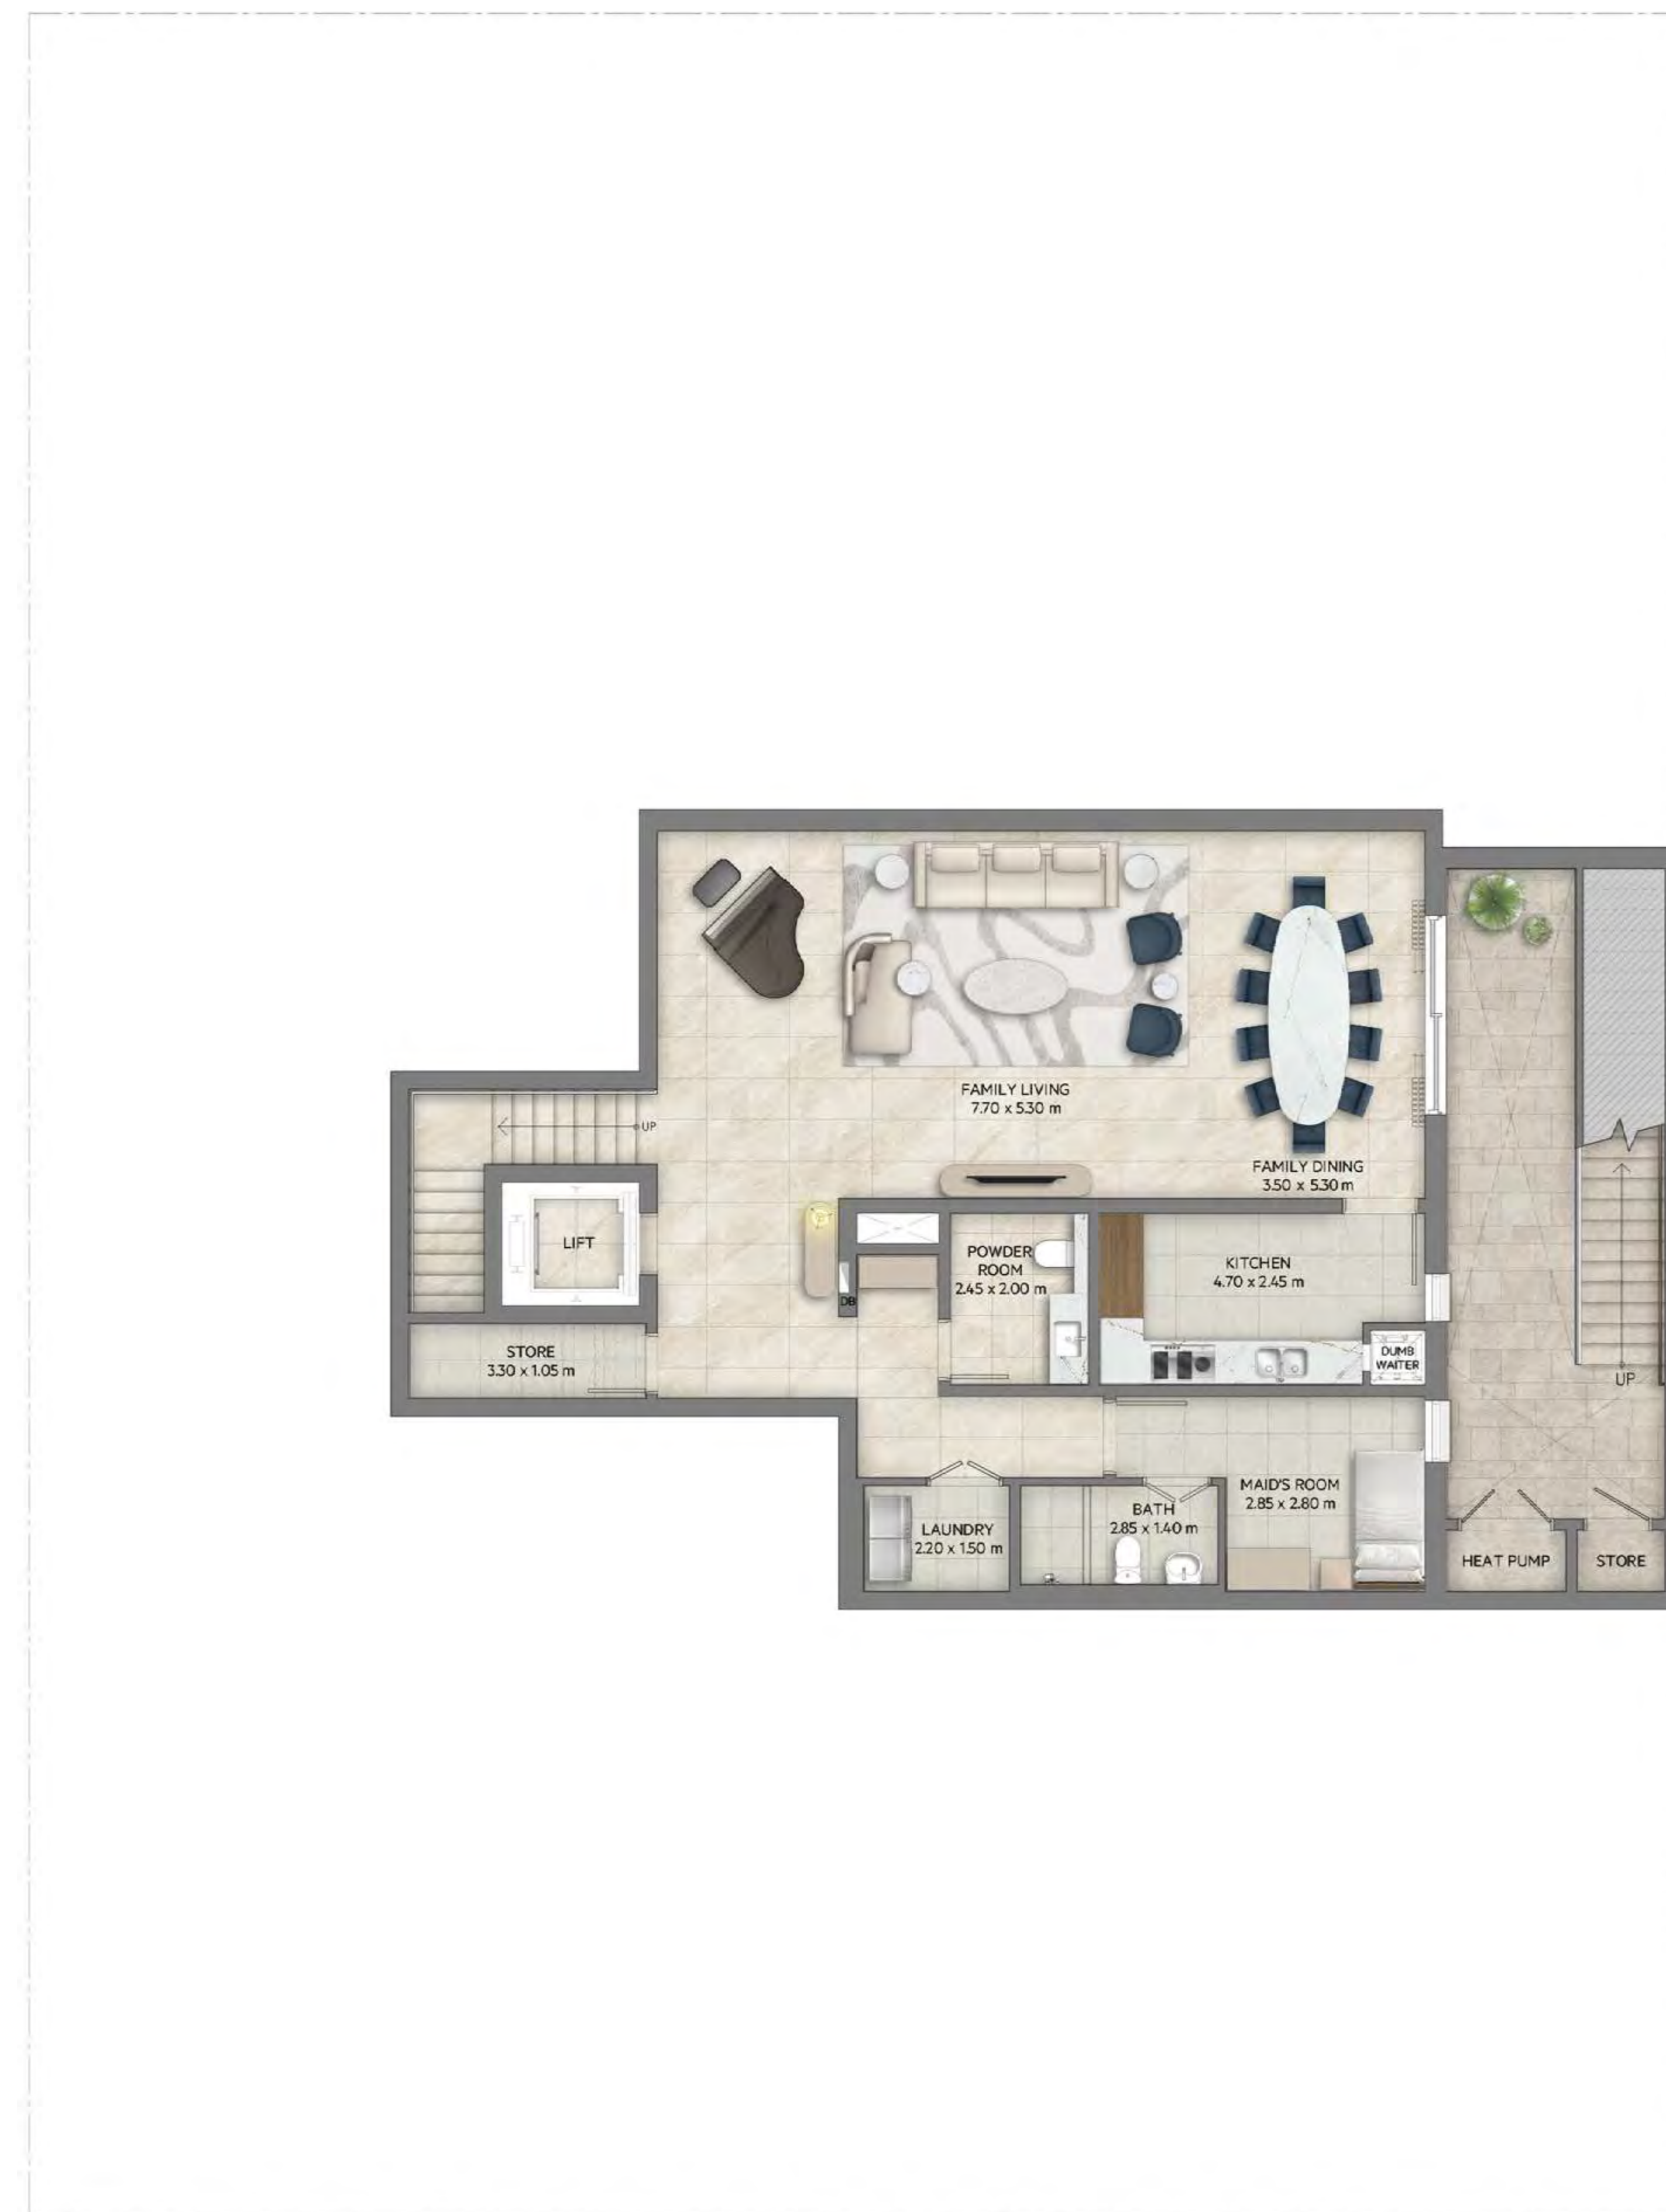 FAMILY LIVING
7.70 x 5.30 m
UP
FAMILY DINING
3.50 x 5.30 m
LIFT
POWDER
ROOM
2.45 x 2.00 m
KITCHEN
4.70 x 2.45 m
DB
STORE
3.30 x 1.05 m
DUMB
WAITER
UP
MAID'S ROOM
2.85 x 2.80 m
BATH
2.85 x 1.40 m
LAUNDRY
2.20 x 1.50 m
HEAT PUMP
STORE